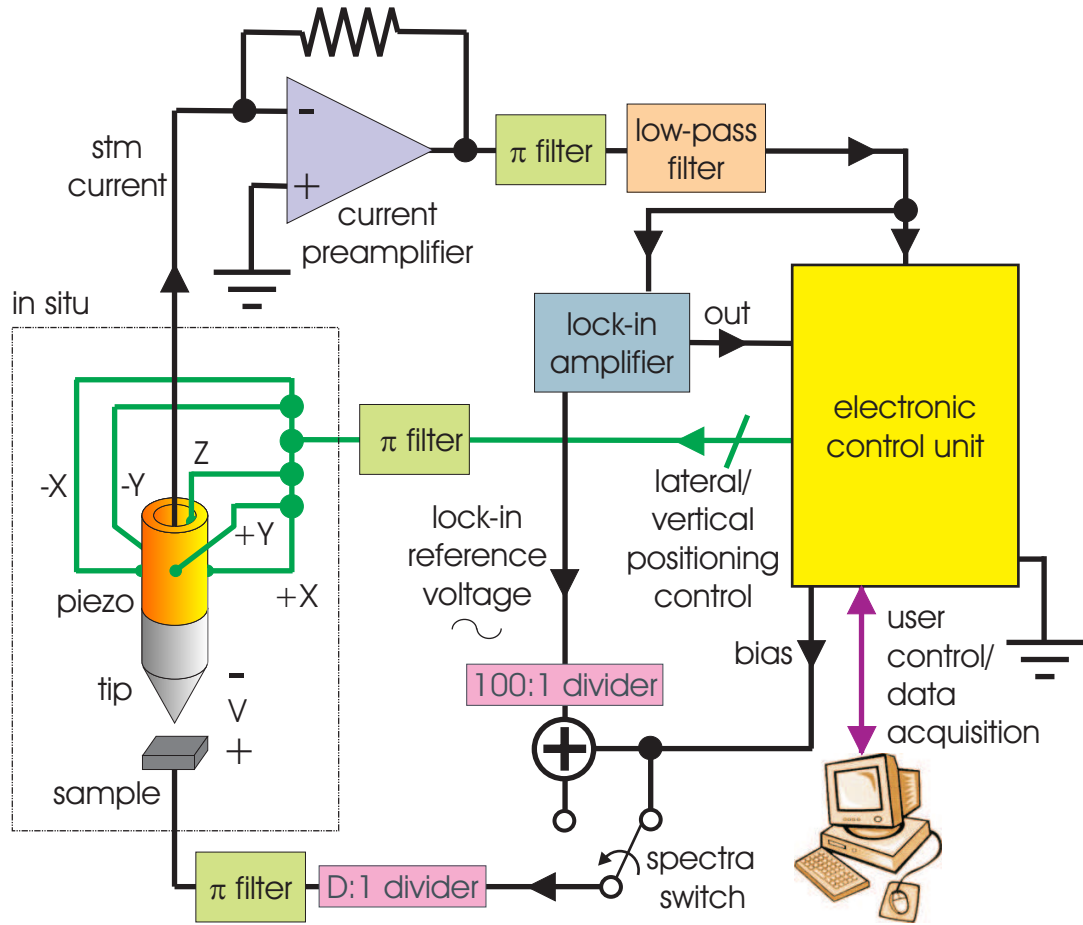 stm
current
-
+
current
preamplifier
π filter
low-pass
filter
in situ
lock-in
amplifier
out
electronic
control unit
π filter
-X
-Y
Z
+Y
+X
piezo
tip
-
V
+
sample
lock-in
reference
voltage
lateral/
vertical
positioning
control
bias
user
control/
data
acquisition
100:1 divider
+
spectra
switch
π filter
D:1 divider